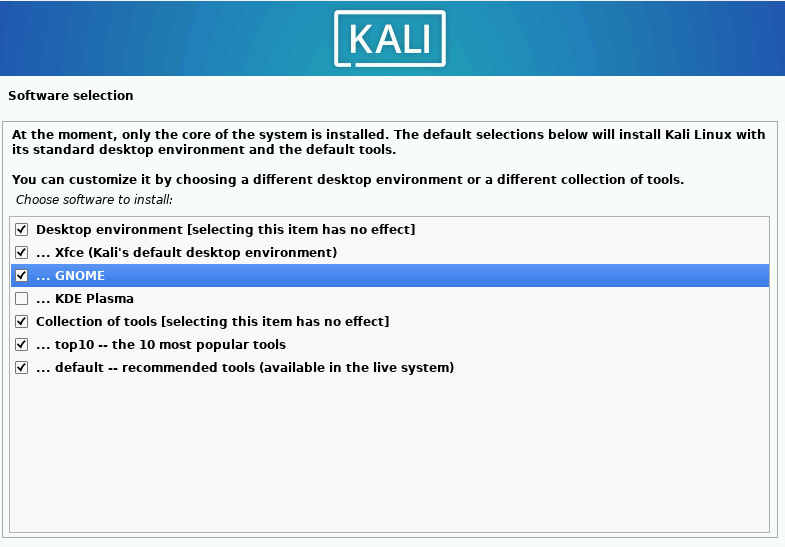 KALI
Software selection
At the moment, only the core of the system is installed. The default selections below will install Kali Linux with
its standard desktop environment and the default tools.
You can customize it by choosing a different desktop environment or a different collection of tools.
Choose software to install:
Desktop environment [selecting this item has no effect]
... Xfce (Kali's default desktop environment)
... GNOME
... KDE Plasma
Collection of tools [selecting this item has no effect]
... top10 -- the 10 most popular tools
... default -- recommended tools (available in the live system)